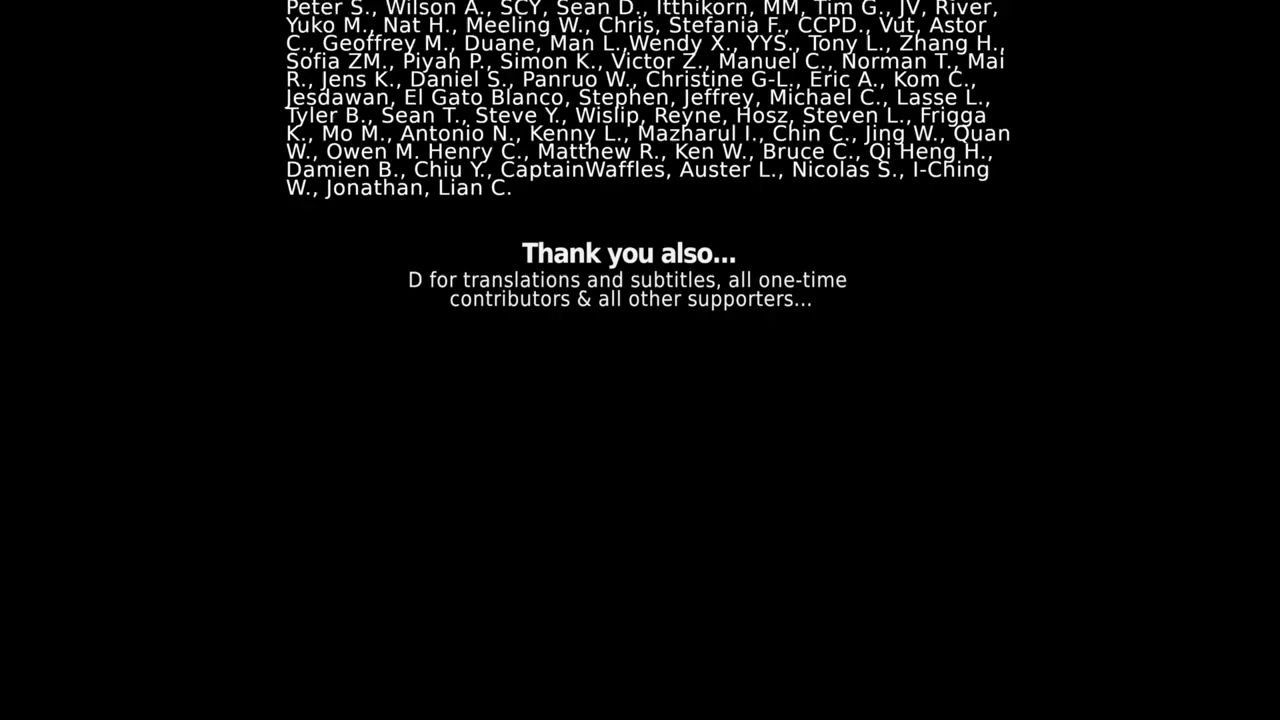 Peter S., Wilson A., SCY, Sean D., Itthikorn, MM, Tim G., JV, River,
Yuko M., Nat H., Meeling W., Chris, Stefania F., CCPD., Vut, Astor
C., Geoffrey M., Duane, Man L.,Wendy X., YYS., Tony L., Zhang H.,
Sofia ZM., Piyah P., Simon K., Victor Z., Manuel C., Norman T., Mai
R., Jens K., Daniel S., Panruo W., Christine G-L., Eric A., Kom C.,
Jesdawan, El Gato Blanco, Stephen, Jeffrey, Michael C., Lasse L.,
Tyler B., Sean T., Steve Y., Wislip, Reyne, Hosz, Steven L., Frigga
K., Mo M., Antonio N., Kenny L., Mazharul I., Chin C., Jing W., Quan
W., Owen M. Henry C., Matthew R., Ken W., Bruce C., Qi Heng H.,
Damien B., Chiu Y., CaptainWaffles, Auster L., Nicolas S., I-Ching
W., Jonathan, Lian C.
Thank you also...
D for translations and subtitles, all one-time
contributors & all other supporters...